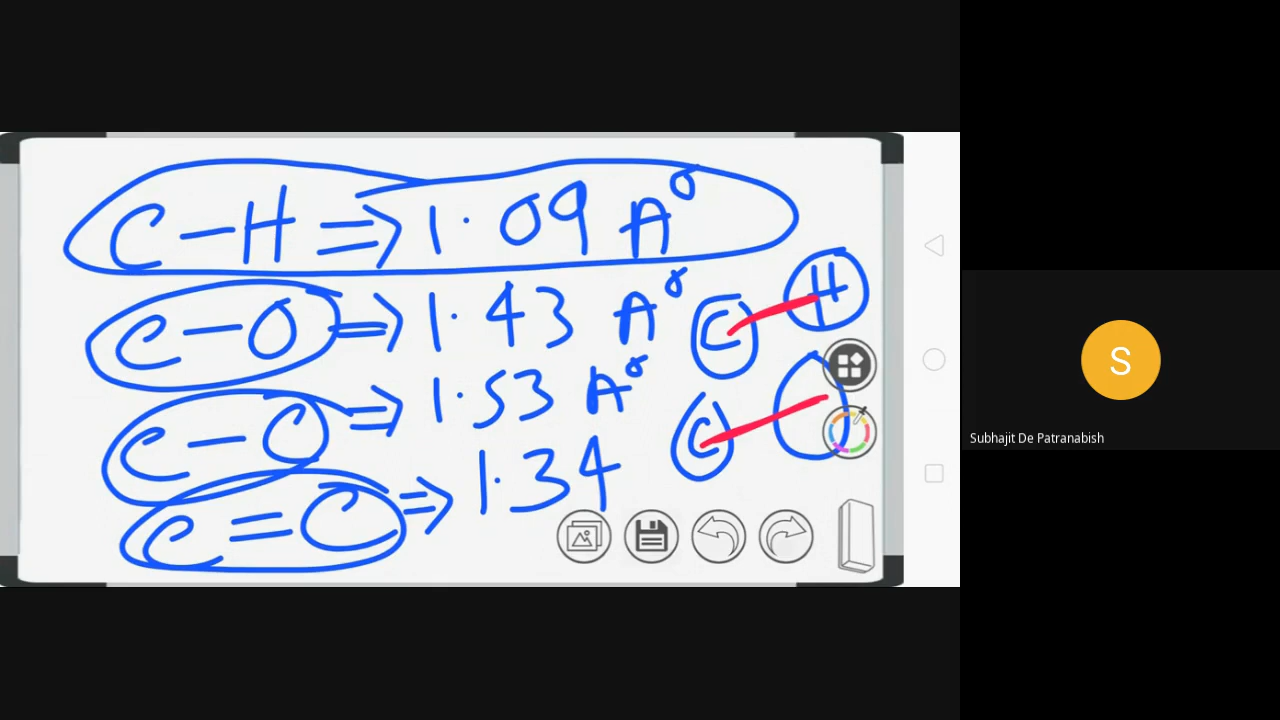 C-H ⇒ 1.09 A°
C-O ⇒ 1.43 A°
C-C ⇒ 1.53 A°
C=C ⇒ 1.34
C H
C
S
Subhajit De Patranabish